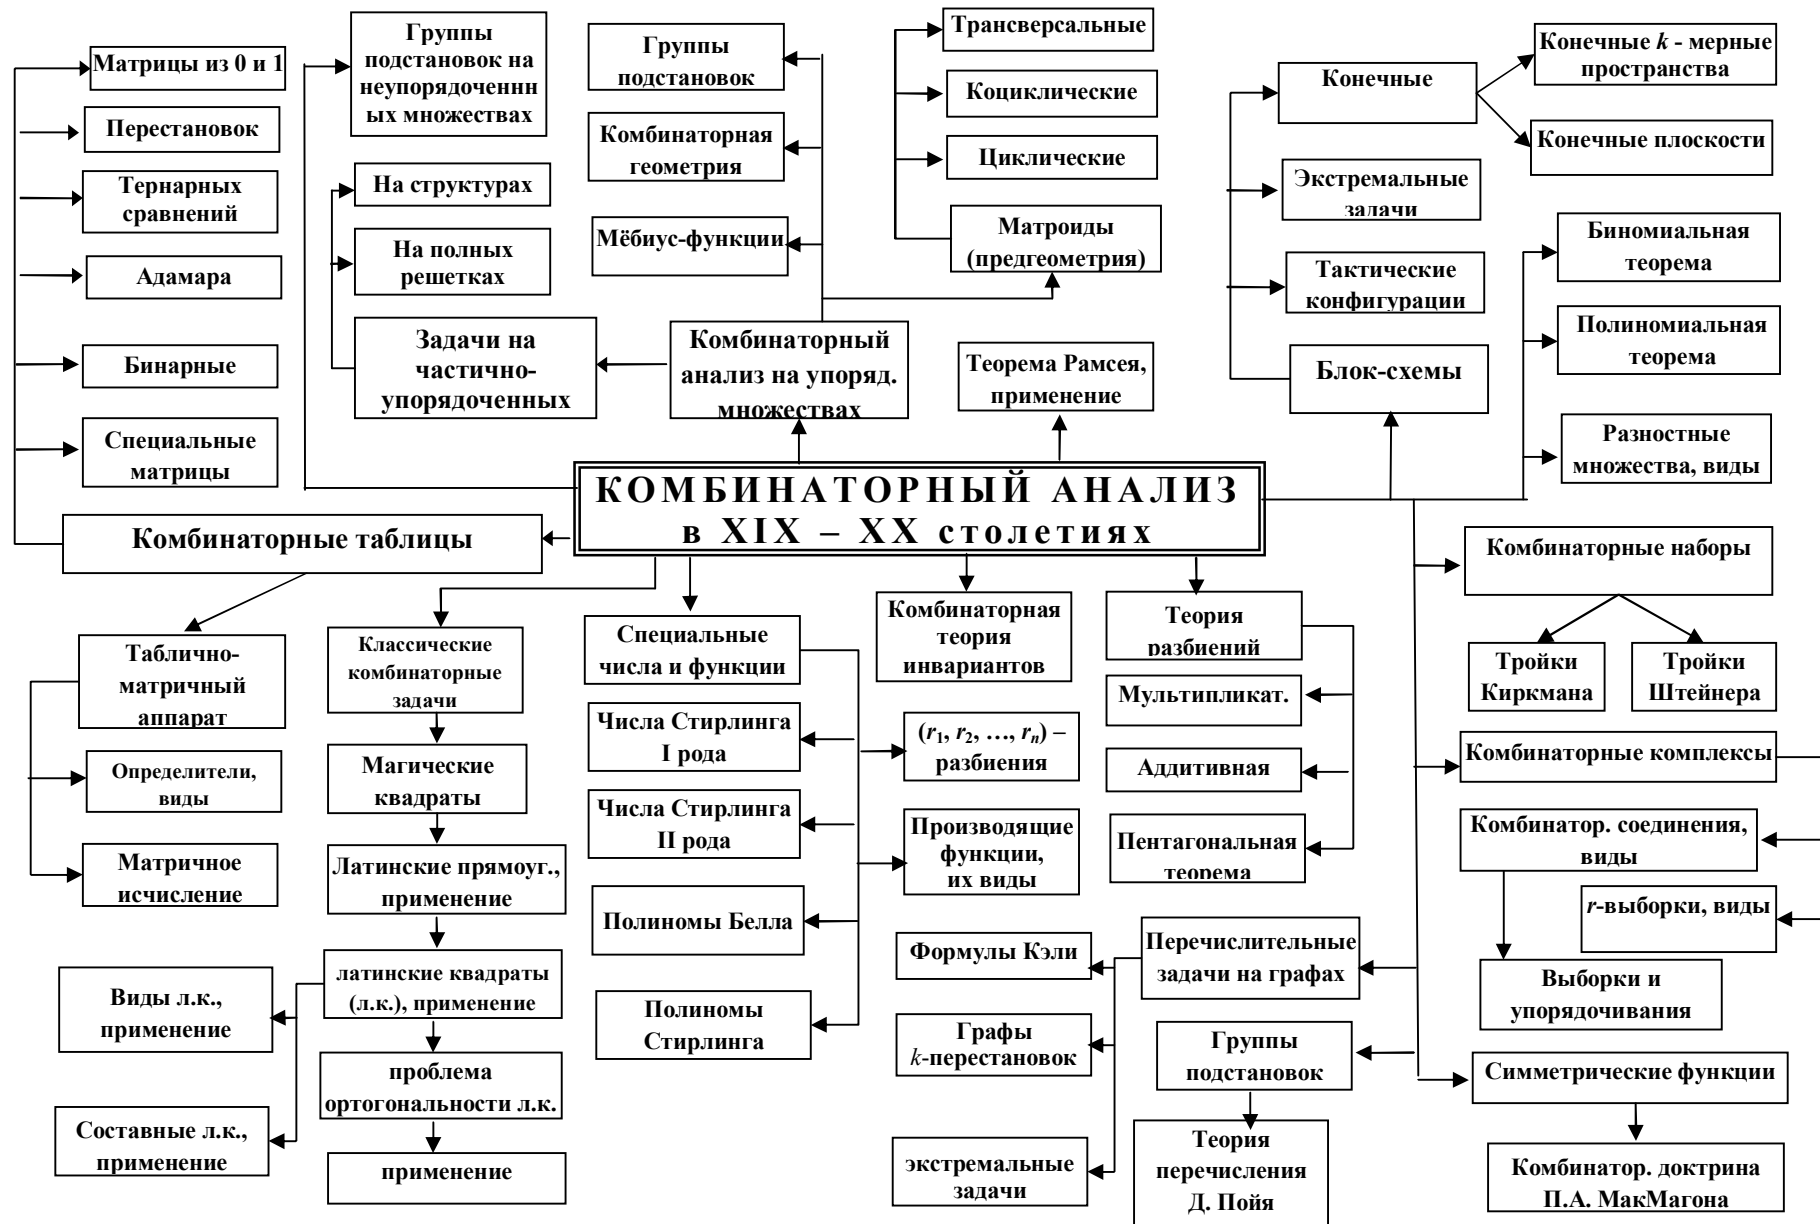 Матрицы из 0 и 1
Перестановок
Тернарных
сравнений
Адамара
Бинарные
Специальные
матрицы
Группы
подстановок на
неупорядоченнн
ых множествах
На структурах
На полных
решетках
Задачи на
частично-
упорядоченных
Группы
подстановок
Комбинаторная
геометрия
Мёбиус-функции
Комбинаторный
анализ на упоряд.
множествах
Трансверсальные
Коциклические
Циклические
Матроиды
(предгеометрия)
Теорема Рамсея,
применение
Конечные
Экстремальные
задачи
Тактические
конфигурации
Блок-схемы
Конечные k - мерные
пространства
Конечные плоскости
Биномиальная
теорема
Полиномиальная
теорема
Разностные
множества, виды
КОМБИНАТОРНЫЙ АНАЛИЗ
в XIX – XX столетиях
Комбинаторные таблицы
Таблично-
матричный
аппарат
Определители,
виды
Матричное
исчисление
Виды л.к.,
применение
Составные л.к.,
применение
Классические
комбинаторные
задачи
Магические
квадраты
Латинские прямоуг.,
применение
латинские квадраты
(л.к.), применение
проблема
ортогональности л.к.
применение
Специальные
числа и функции
Числа Стирлинга
I рода
Числа Стирлинга
II рода
Полиномы Белла
Полиномы
Стирлинга
Комбинаторная
теория
инвариантов
(r1, r2, …, rn) –
разбиения
Производящие
функции,
их виды
Формулы Кэли
Графы
k-перестановок
экстремальные
задачи
Теория
разбиений
Мультипликат.
Аддитивная
Пентагональная
теорема
Перечислительные
задачи на графах
Группы
подстановок
Теория
перечисления
Д. Пойя
Комбинаторные наборы
Тройки
Киркмана
Тройки
Штейнера
Комбинаторные комплексы
Комбинатор. соединения,
виды
r-выборки, виды
Выборки и
упорядочивания
Симметрические функции
Комбинатор. доктрина
П.А. МакМагона